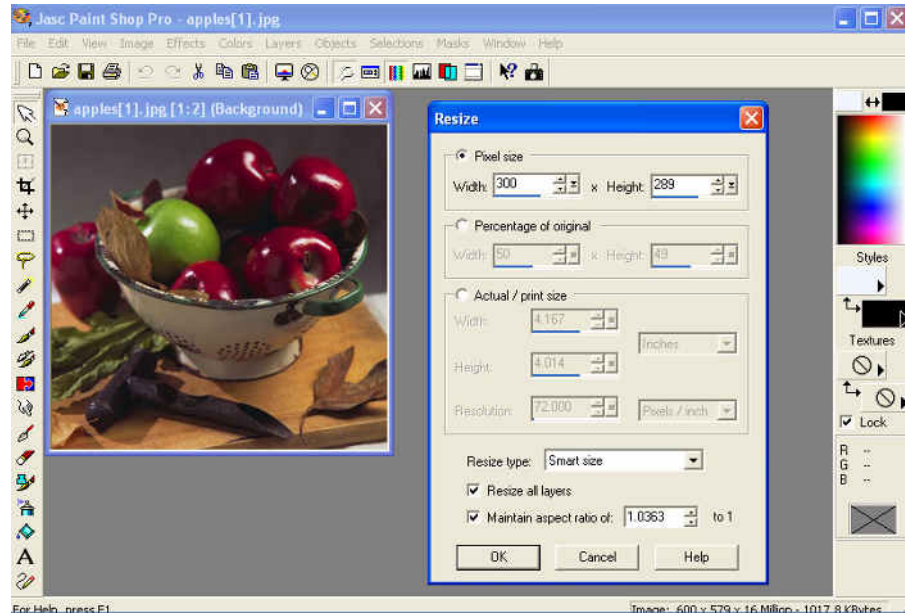 Jasc Paint Shop Pro - apples[1].jpg
File Edit View Image Effects Colors Layers Objects Selections Masks Window Help
apples[1].jpg [1:2] (Background)
Resize
Pixel size
Width: 300 x Height: 289
Percentage of original
Width: 50 x Height: 49
Actual / print size
Width: 4.167
Inches
Height: 4.014
Resolution: 72.000 Pixels / inch
Resize type: Smart size
Resize all layers
Maintain aspect ratio of: 1.0363 to 1
OK Cancel Help
Styles
Textures
Lock
R --
G --
B --
For Help, press F1
Image: 600 x 579 x 16 Million - 1017.8 KBytes